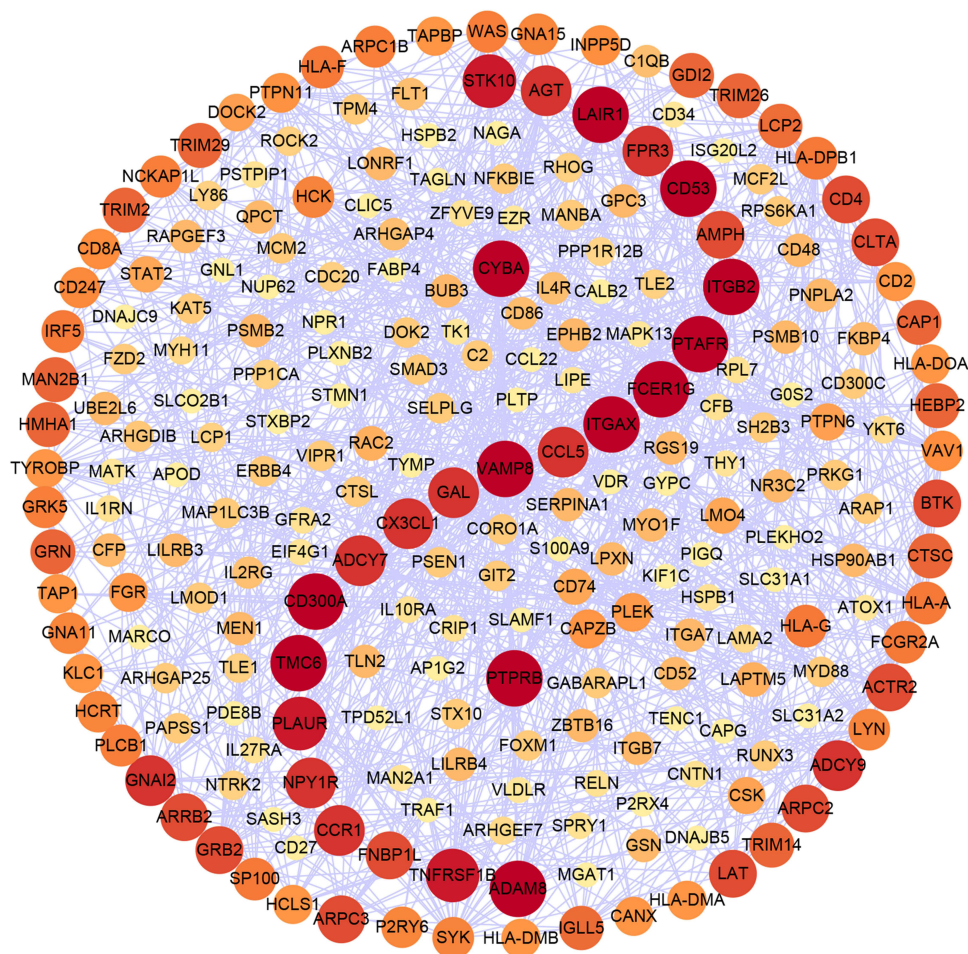 WAS
TAPBP
GNA15
ARPC1B
INPP5D
C1QB
HLA-F
GDI2
STK10
AGT
PTPN11
FLT1
LAIR1
CD34
TRIM26
DOCK2
TPM4
HSPB2
NAGA
LCP2
TRIM29
ROCK2
FPR3
ISG20L2
HLA-DPB1
LONRF1
RHOG
NCKAP1L
PSTPIP1
TAGLN
NFKBIE
CD53
MCF2L
LY86
HCK
CLIC5
GPC3
RPS6KA1
CD4
TRIM2
QPCT
ZFYVE9
EZR
MANBA
AMPH
RAPGEF3
ARHGAP4
CD8A
MCM2
PPP1R12B
CD48
CLTA
STAT2
GNL1
CDC20
FABP4
CYBA
CD247
NUP62
BUB3
IL4R
CALB2
TLE2
ITGB2
PNPLA2
CD2
KAT5
DNAJC9
NPR1
CD86
IRF5
PSMB2
DOK2
TK1
EPHB2
MAPK13
PSMB10
CAP1
MYH11
PLXNB2
C2
PTAFR
FKBP4
FZD2
CCL22
HLA-DOA
MAN2B1
PPP1CA
SMAD3
RPL7
STMN1
LIPE
FCER1G
CD300C
SLCO2B1
PLTP
G0S2
HEBP2
UBE2L6
SELPLG
CFB
HMHA1
STXBP2
PTPN6
ARHGDIB
LCP1
ITGAX
SH2B3
YKT6
RAC2
CCL5
RGS19
VAV1
TYROBP
VIPR1
TYMP
VAMP8
THY1
MATK
APOD
ERBB4
VDR
GYPC
NR3C2
PRKG1
CTSL
GAL
GRK5
IL1RN
SERPINA1
ARAP1
BTK
MAP1LC3B
GFRA2
CX3CL1
CORO1A
MYO1F
LMO4
PLEKHO2
GRN
CFP
LILRB3
EIF4G1
S100A9
PIGQ
ADCY7
PSEN1
LPXN
HSP90AB1
CTSC
IL2RG
GIT2
KIF1C
SLC31A1
TAP1
FGR
CD74
HSPB1
LMOD1
CD300A
IL10RA
PLEK
ATOX1
HLA-A
MEN1
CRIP1
SLAMF1
CAPZB
HLA-G
GNA11
MARCO
ITGA7
LAMA2
FCGR2A
TLE1
TMC6
TLN2
AP1G2
KLC1
ARHGAP25
PTPRB
CD52
LAPTM5
MYD88
GABARAPL1
ACTR2
HCRT
PDE8B
PLAUR
TPD52L1
STX10
TENC1
SLC31A2
PAPSS1
ZBTB16
CAPG
LYN
PLCB1
IL27RA
FOXM1
ITGB7
RUNX3
LILRB4
GNAI2
NTRK2
NPY1R
MAN2A1
RELN
CNTN1
ADCY9
VLDLR
CSK
TRAF1
P2RX4
ARPC2
ARRB2
SASH3
CCR1
ARHGEF7
SPRY1
DNAJB5
GRB2
CD27
FNBP1L
GSN
TRIM14
TNFRSF1B
MGAT1
SP100
ADAM8
LAT
HCLS1
HLA-DMA
ARPC3
CANX
P2RY6
IGLL5
SYK
HLA-DMB